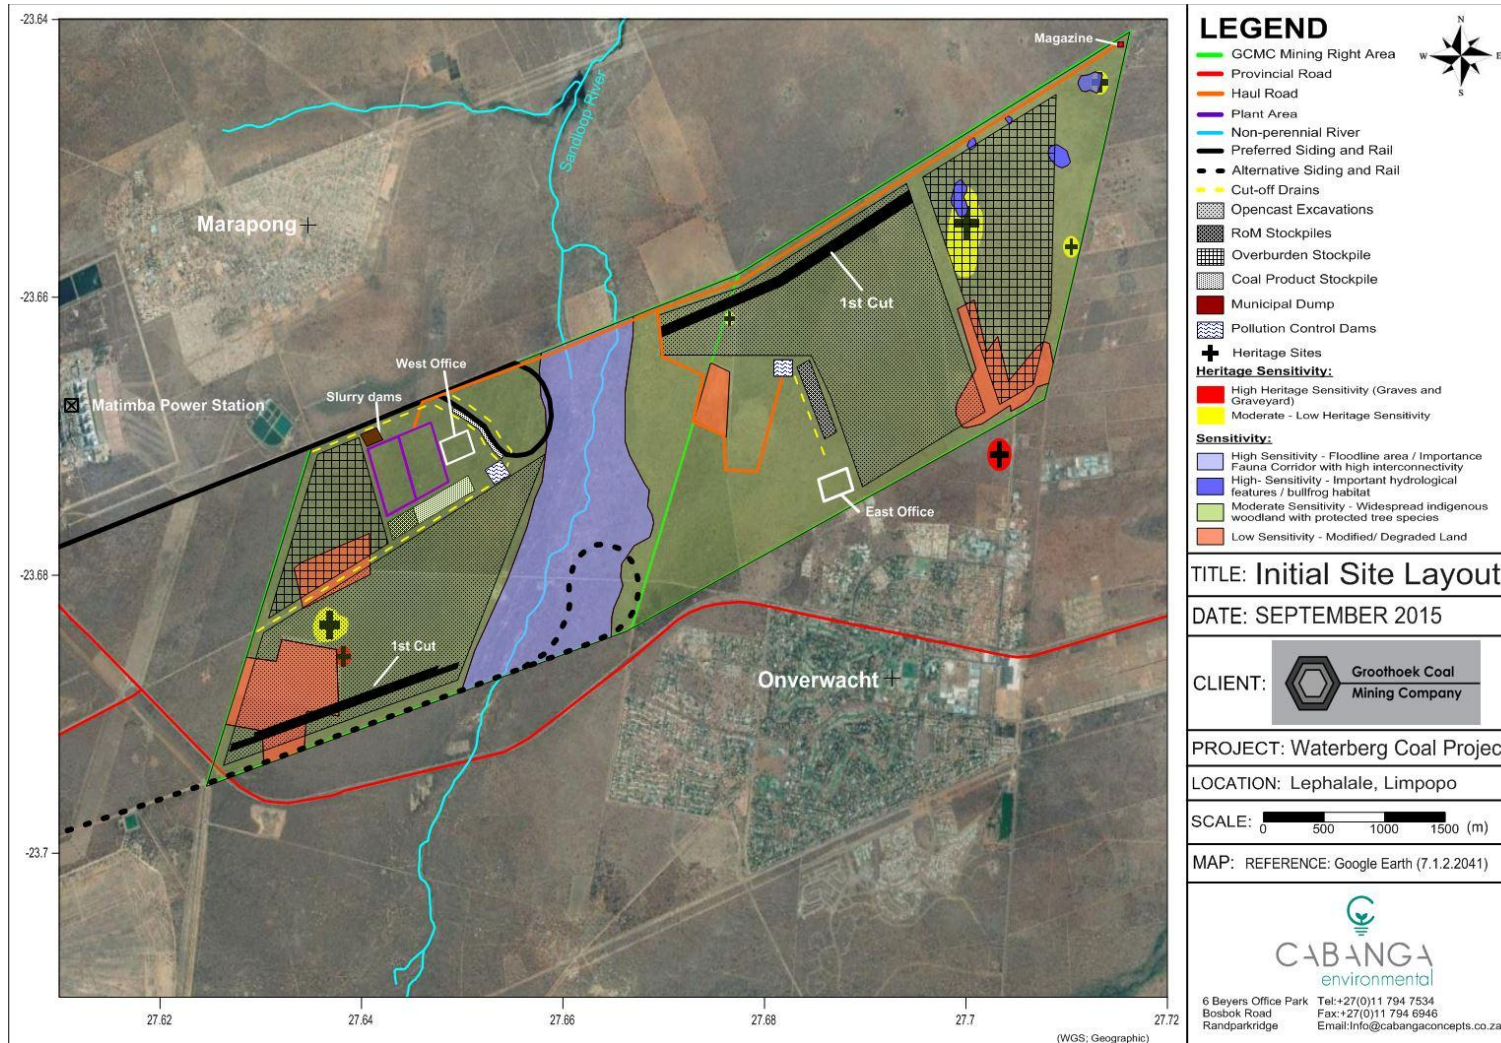 -23.64
-23.66
-23.68
-23.7
27.62
27.64
27.66
27.68
27.7
27.72
(WGS; Geographic)
Magazine
Sandloop River
Marapong
1st Cut
West Office
Slurry dams
Matimba Power Station
East Office
1st Cut
Onverwacht
LEGEND
N
W
E
S
GCMC Mining Right Area
Provincial Road
Haul Road
Plant Area
Non-perennial River
Preferred Siding and Rail
Alternative Siding and Rail
Cut-off Drains
Opencast Excavations
RoM Stockpiles
Overburden Stockpile
Coal Product Stockpile
Municipal Dump
Pollution Control Dams
Heritage Sites
Heritage Sensitivity:
High Heritage Sensitivity (Graves and
Graveyard)
Moderate - Low Heritage Sensitivity
Sensitivity:
High Sensitivity - Floodline area / Importance
Fauna Corridor with high interconnectivity
High- Sensitivity - Important hydrological
features / bullfrog habitat
Moderate Sensitivity - Widespread indigenous
woodland with protected tree species
Low Sensitivity - Modified/ Degraded Land
TITLE: Initial Site Layout
DATE: SEPTEMBER 2015
CLIENT:
Groothoek Coal
Mining Company
PROJECT: Waterberg Coal Projec
LOCATION: Lephalale, Limpopo
SCALE: 0 500 1000 1500 (m)
MAP: REFERENCE: Google Earth (7.1.2.2041)
CABANGA
environmental
6 Beyers Office Park Tel:+27(0)11 794 7534
Bosbok Road Fax:+27(0)11 794 6946
Randparkridge Email:Info@cabangaconcepts.co.za